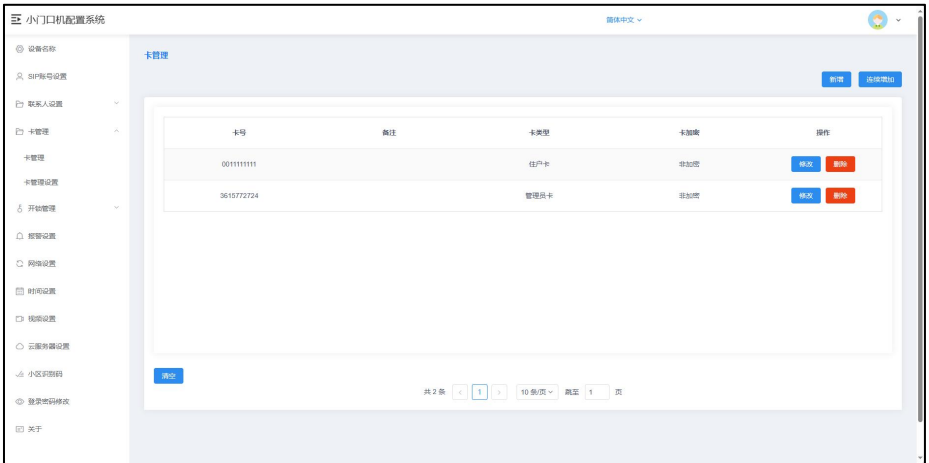 小门口机配置系统
简体中文
设备名称
SIP账号设置
联系人设置
卡管理
卡管理
卡管理设置
开锁管理
报警设置
网络设置
时间设置
视频设置
云服务器设置
小区识别码
登录密码修改
关于
卡管理
新增 连续增加
卡号 备注 卡类型 卡加密 操作
0011111111 住户卡 非加密 修改 删除
3615772724 管理员卡 非加密 修改 删除
清空
共 2 条 1 10 条/页 跳至 1 页